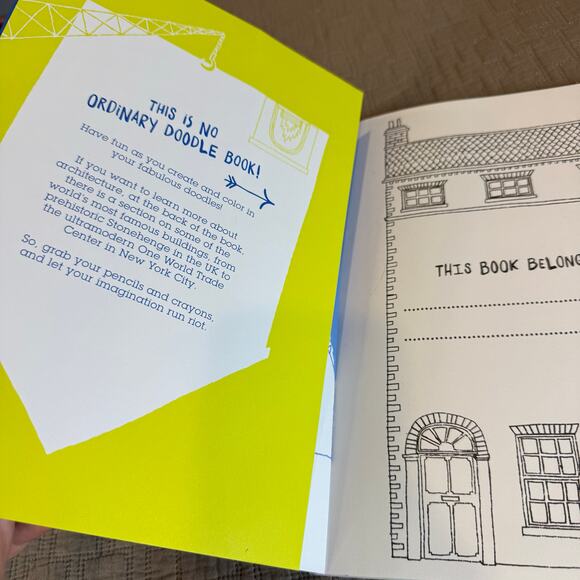 THIS IS NO
ORDINARY DOODLE BOOK!
Have fun as you create and color in
your fabulous doodles!
If you want to learn more about
architecture, at the back of the book,
there is a section on some of the
world's most famous buildings, from
prehistoric Stonehenge in the UK to
the ultramodern One World Trade
Center in New York City.
So, grab your pencils and crayons,
and let your imagination run riot.
THIS BOOK BELONG